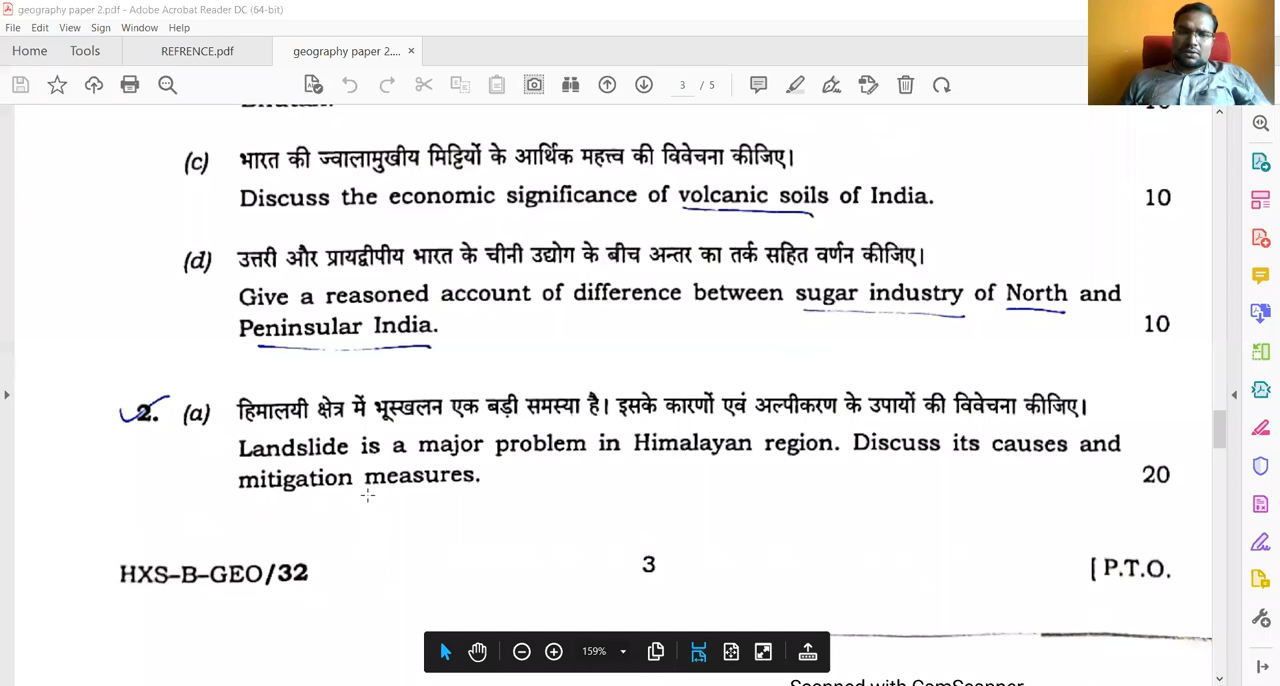 geography paper 2.pdf - Adobe Acrobat Reader DC (64-bit)
File Edit View Sign Window Help
Home Tools REFRENCE.pdf geography paper 2.... ×
3 / 5
(c) भारत की ज्वालामुखीय मिट्टियों के आर्थिक महत्त्व की विवेचना कीजिए।
Discuss the economic significance of volcanic soils of India. 10
(d) उत्तरी और प्रायद्वीपीय भारत के चीनी उद्योग के बीच अन्तर का तर्क सहित वर्णन कीजिए।
Give a reasoned account of difference between sugar industry of North and
Peninsular India. 10
2. (a) हिमालयी क्षेत्र में भूस्खलन एक बड़ी समस्या है। इसके कारणों एवं अल्पीकरण के उपायों की विवेचना कीजिए।
Landslide is a major problem in Himalayan region. Discuss its causes and
mitigation measures. 20
HXS-B-GEO/32 3 [ P.T.O.
159%